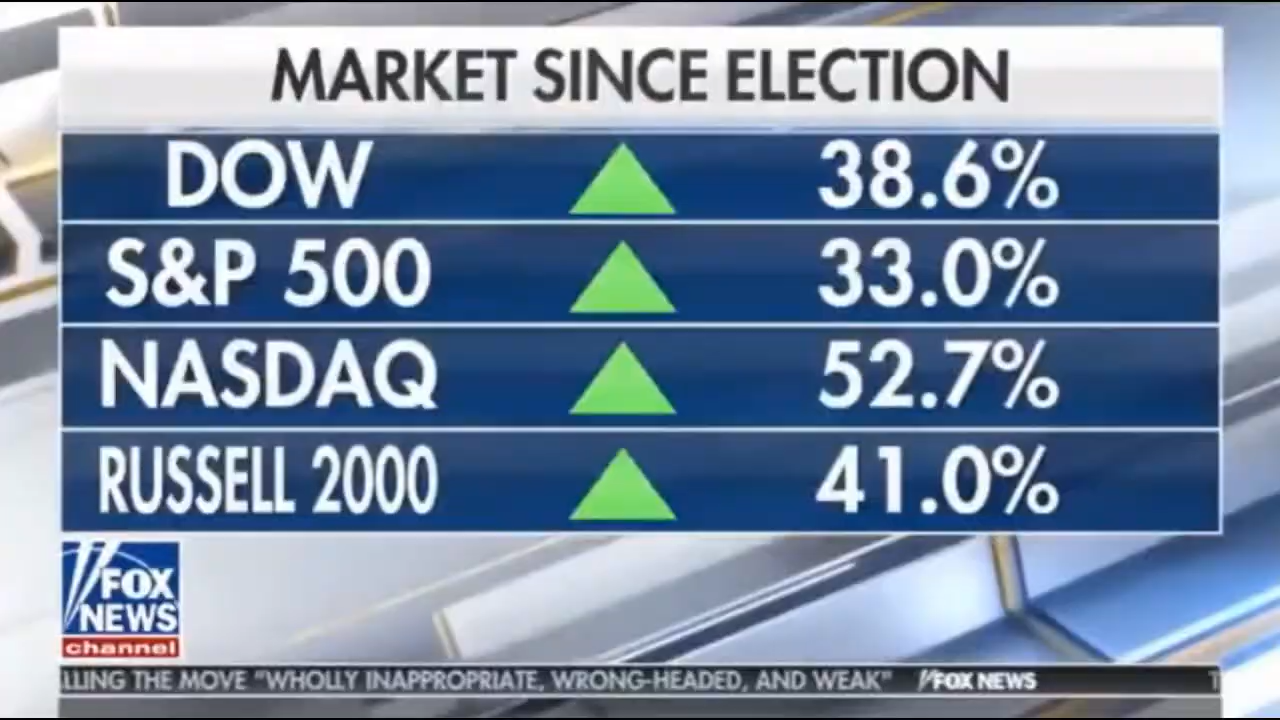 MARKET SINCE ELECTION
DOW 38.6%
S&P 500 33.0%
NASDAQ 52.7%
RUSSELL 2000 41.0%
FOX
NEWS
channel
LLING THE MOVE "WHOLLY INAPPROPRIATE, WRONG-HEADED, AND WEAK" FOX NEWS T